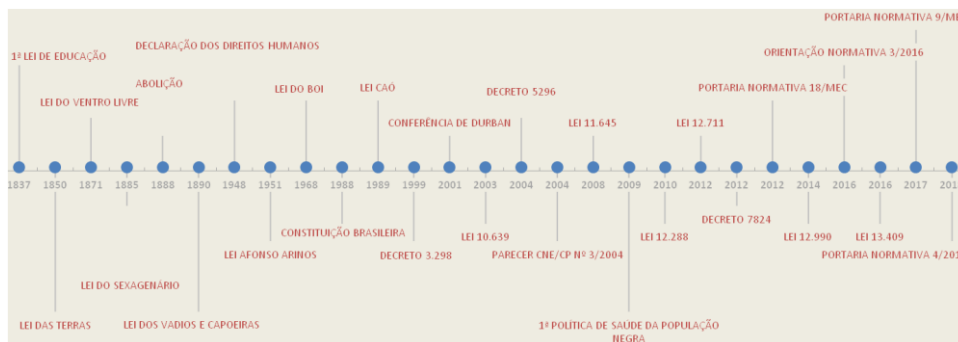 PORTARIA NORMATIVA 9/ME
DECLARAÇÃO DOS DIREITOS HUMANOS
1ª LEI DE EDUCAÇÃO
ORIENTAÇÃO NORMATIVA 3/2016
ABOLIÇÃO
LEI DO BOI
LEI CAÓ
DECRETO 5296
PORTARIA NORMATIVA 18/MEC
LEI DO VENTRO LIVRE
CONFERÊNCIA DE DURBAN
LEI 11.645
LEI 12.711
1837 1850 1871 1885 1888 1890 1948 1951 1968 1988 1989 1999 2001 2003 2004 2004 2008 2009 2010 2012 2012 2012 2014 2016 2016 2017 201
DECRETO 7824
CONSTITUIÇÃO BRASILEIRA
LEI 10.639
LEI 12.288
LEI 12.990
LEI 13.409
LEI AFONSO ARINOS
DECRETO 3.298
PARECER CNE/CP Nº 3/2004
PORTARIA NORMATIVA 4/201
LEI DO SEXAGENÁRIO
LEI DAS TERRAS
LEI DOS VADIOS E CAPOEIRAS
1ª POLÍTICA DE SAÚDE DA POPULAÇÃO
NEGRA